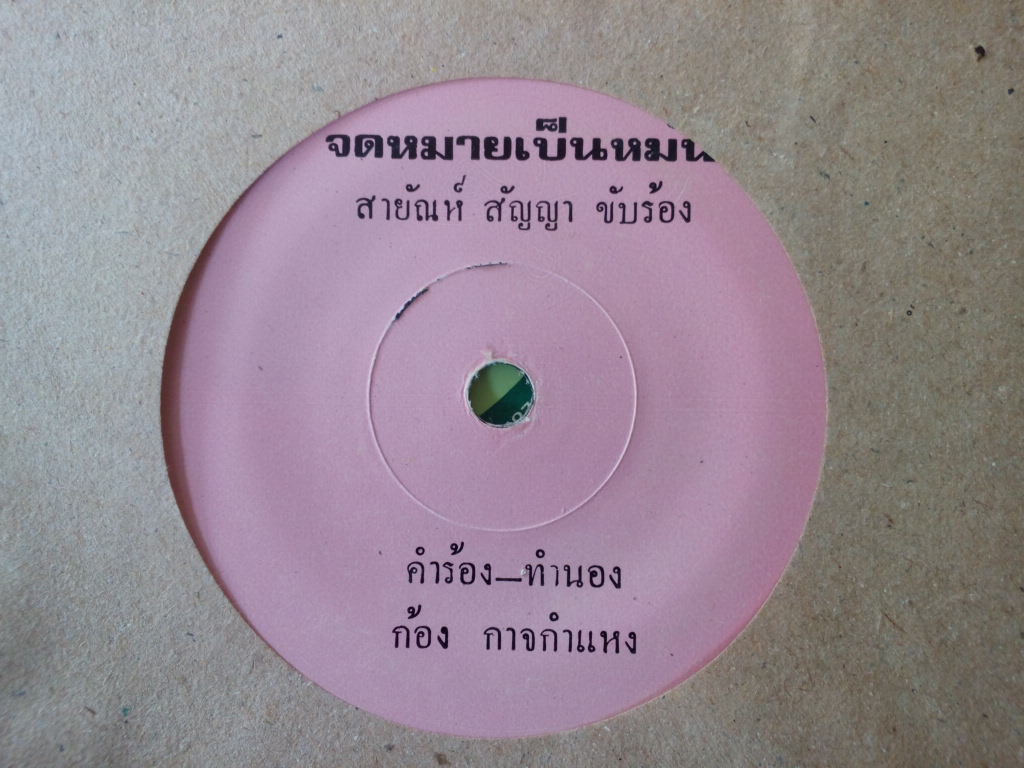 จดหมายเป็นหมัน
สายัณห์ สัญญา ขับร้อง
คำร้อง—ทำนอง
ก้อง กาจกำแหง